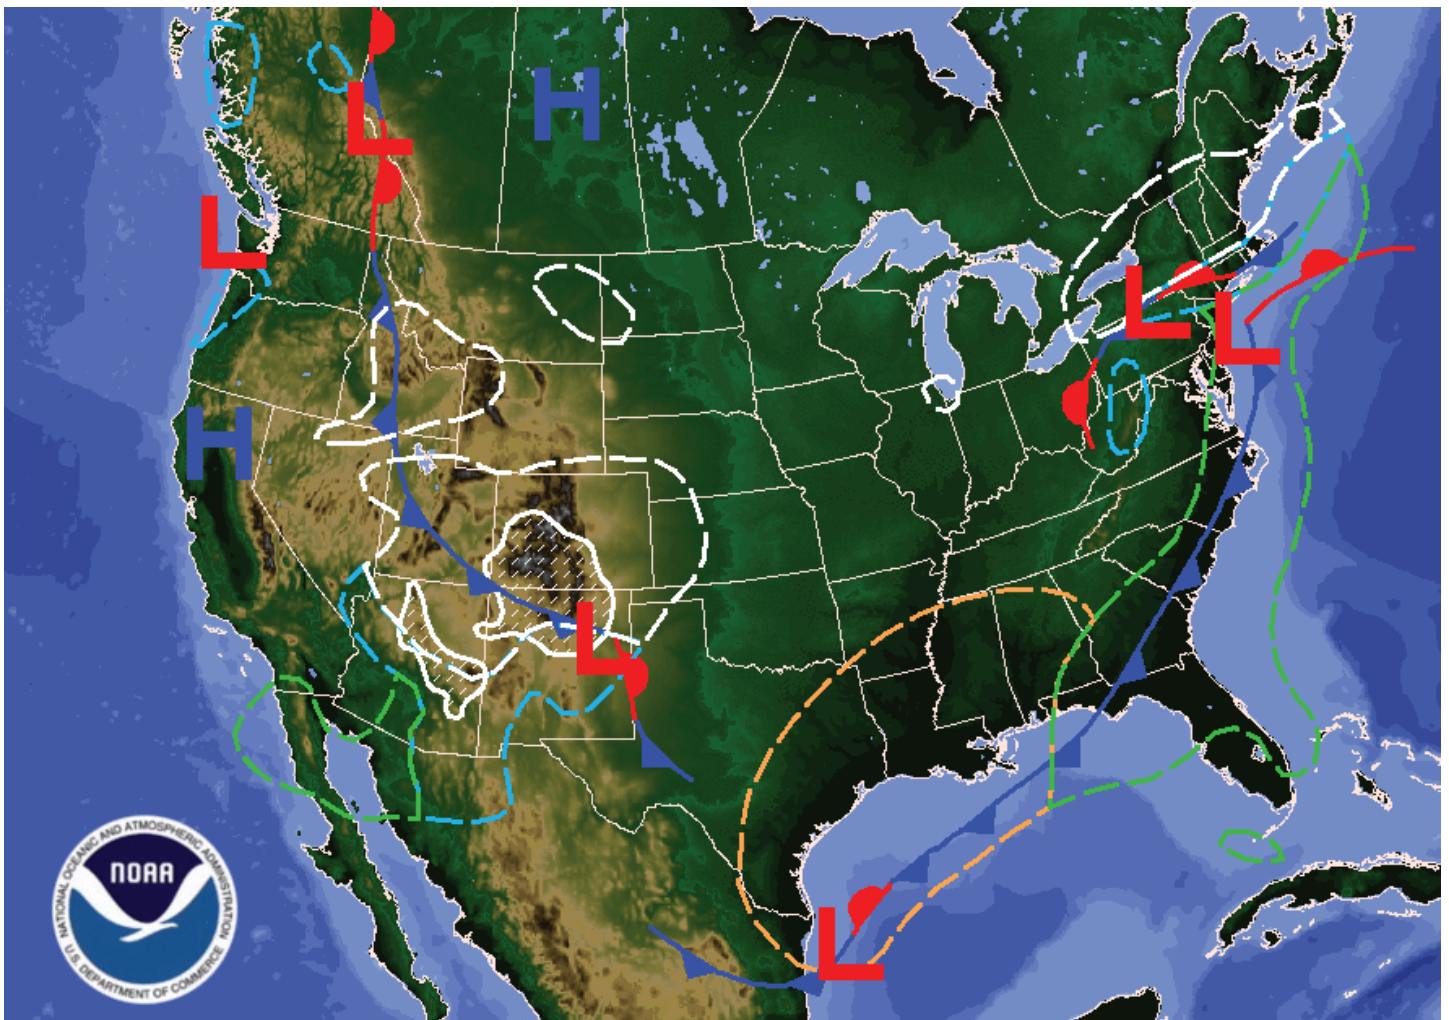 H
L
L
H
L
L
L
L
NATIONAL OCEANIC AND ATMOSPHERIC ADMINISTRATION
NOAA
U.S. DEPARTMENT OF COMMERCE